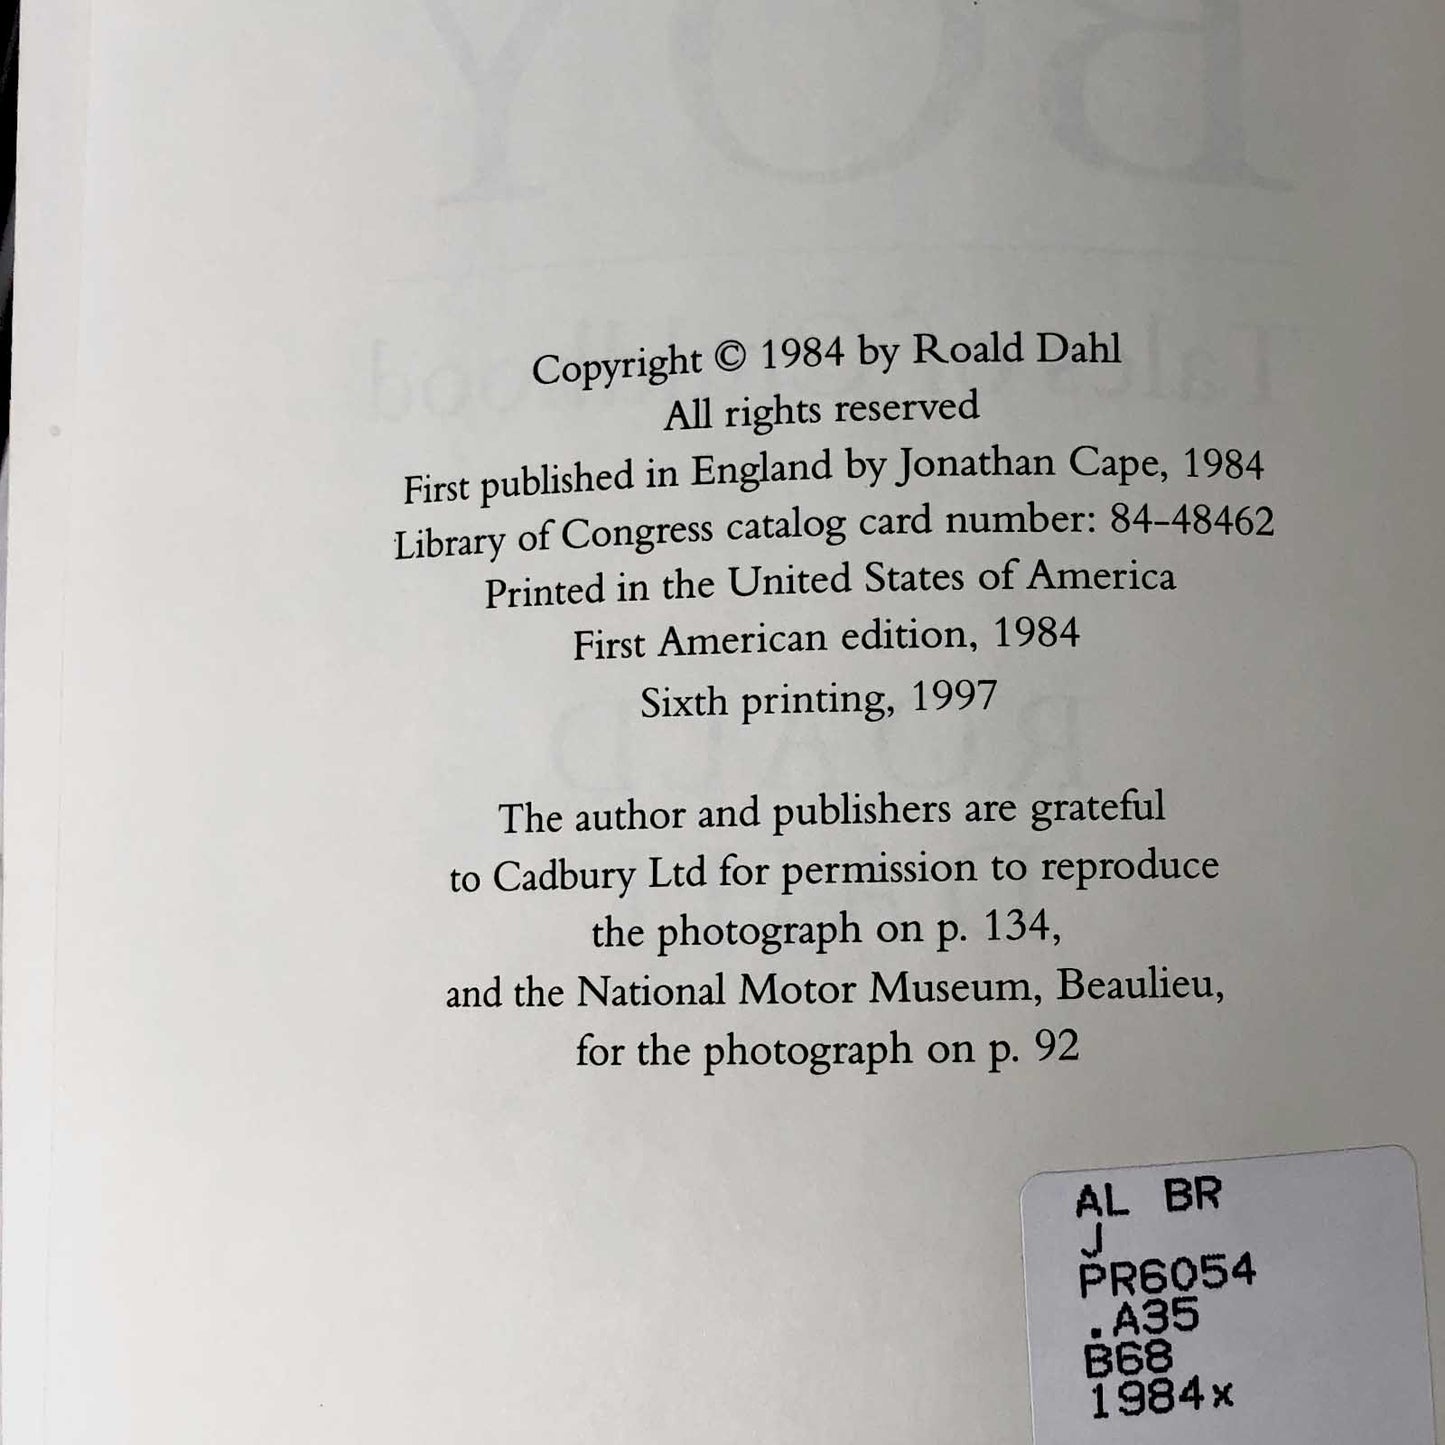 Copyright © 1984 by Roald Dahl
All rights reserved
First published in England by Jonathan Cape, 1984
Library of Congress catalog card number: 84-48462
Printed in the United States of America
First American edition, 1984
Sixth printing, 1997
The author and publishers are grateful
to Cadbury Ltd for permission to reproduce
the photograph on p. 134,
and the National Motor Museum, Beaulieu,
for the photograph on p. 92
AL BR
J
PR6054
.A35
B68
1984x